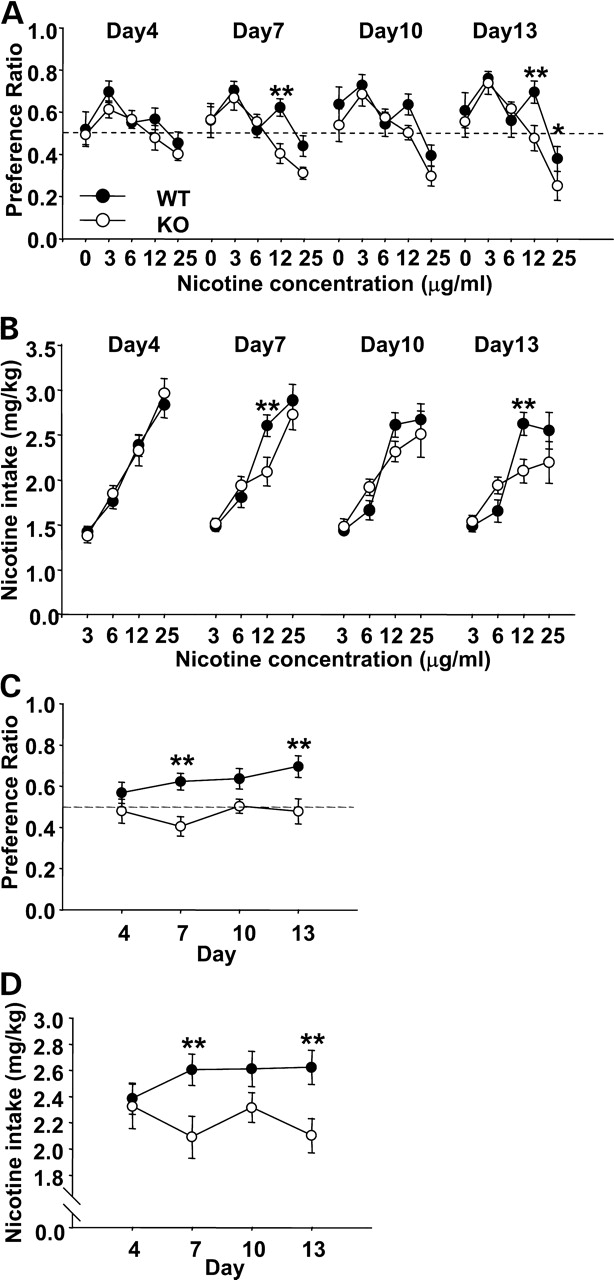 A
Day4 Day7 Day10 Day13
Preference Ratio
1.0
0.8
0.6
0.4
0.2
0.0
** ** *
WT
KO
0 3 6 12 25 0 3 6 12 25 0 3 6 12 25 0 3 6 12 25
Nicotine concentration (μg/ml)
B
Day4 Day7 Day10 Day13
Nicotine intake (mg/kg)
3.5
3.0
2.5
2.0
1.5
1.0
0.0
** **
3 6 12 25 3 6 12 25 3 6 12 25 3 6 12 25
Nicotine concentration (μg/ml)
C
Preference Ratio
1.0
0.8
0.6
0.4
0.2
0.0
** **
4 7 10 13
Day
D
Nicotine intake (mg/kg)
3.0
2.8
2.6
2.4
2.2
2.0
1.8
0.0
** **
4 7 10 13
Day